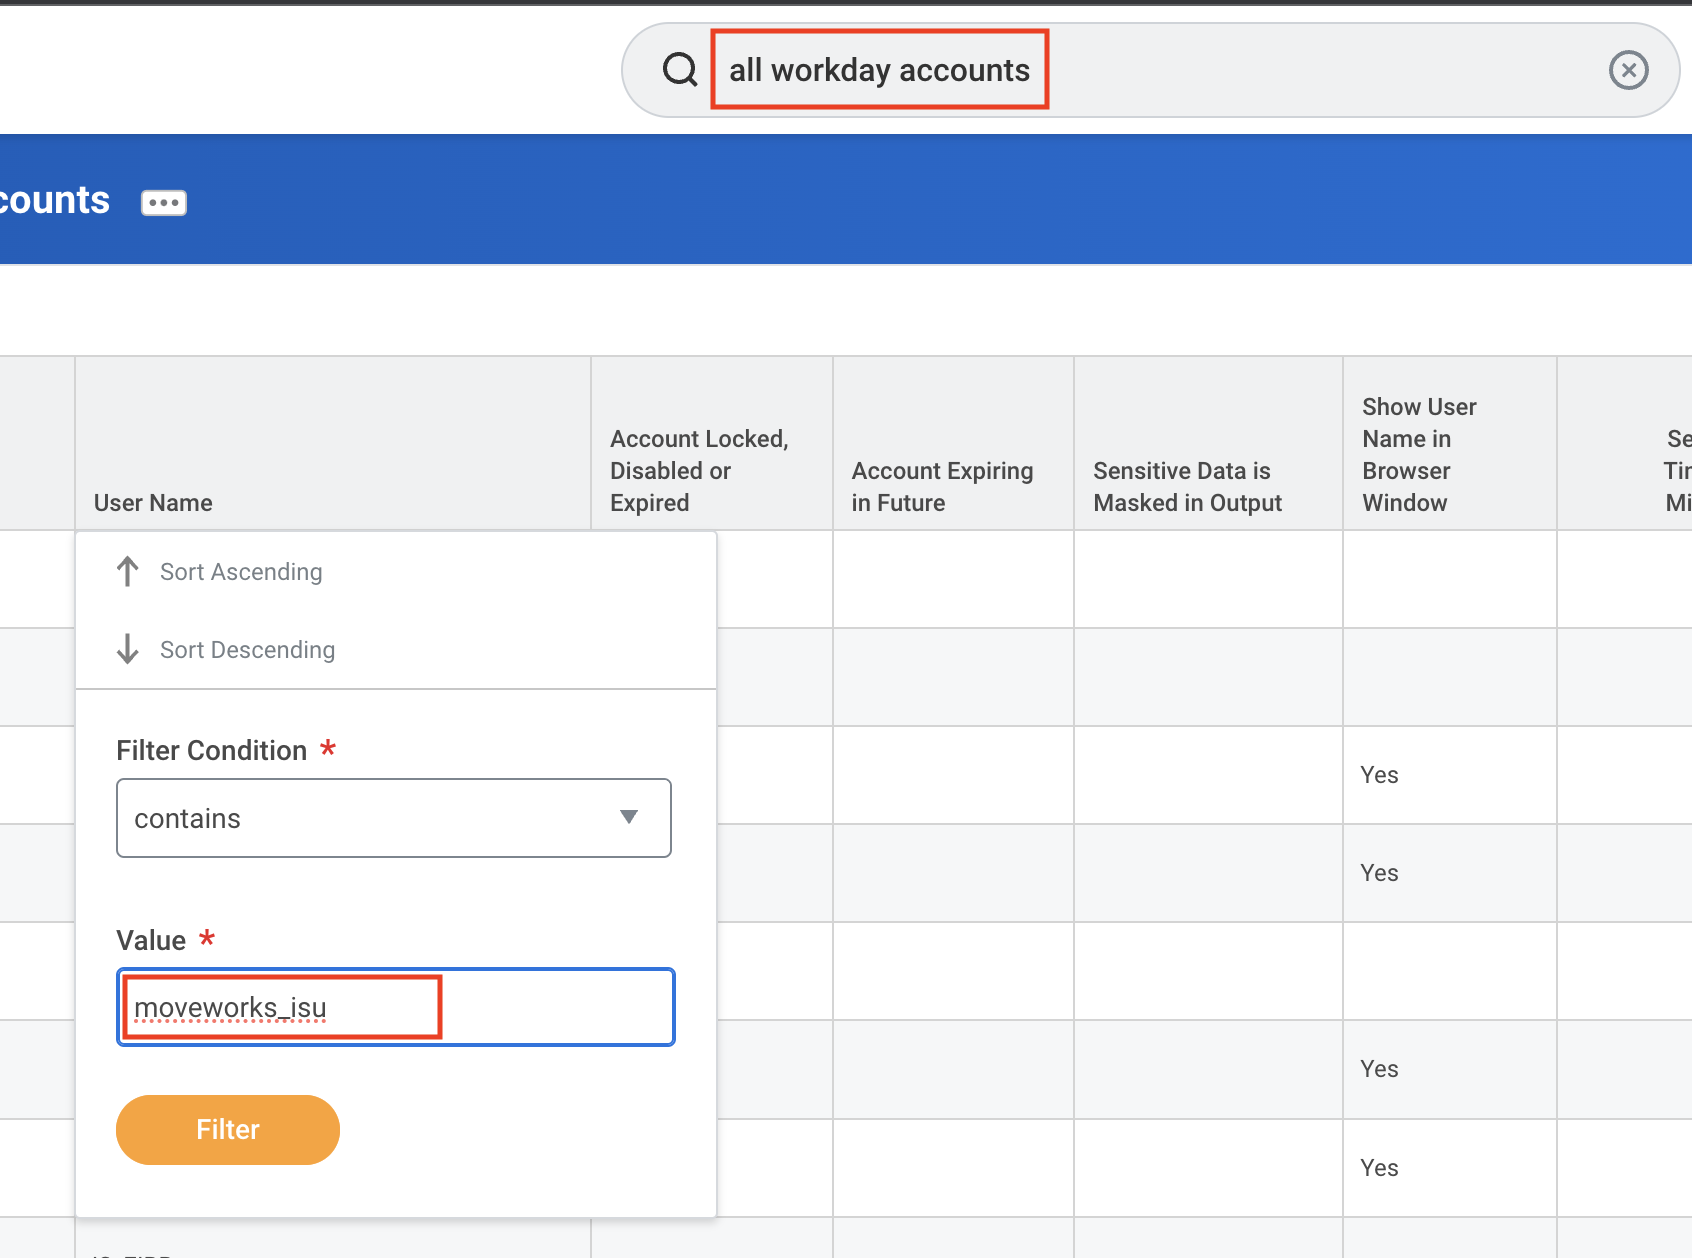 all workday accounts
counts
User Name
Account Locked,
Disabled or
Expired
Account Expiring
in Future
Sensitive Data is
Masked in Output
Show User
Name in
Browser
Window
Se
Tir
Mi
Sort Ascending
Sort Descending
Filter Condition *
contains
Value *
moveworks_isu
Filter
Yes
Yes
Yes
Yes